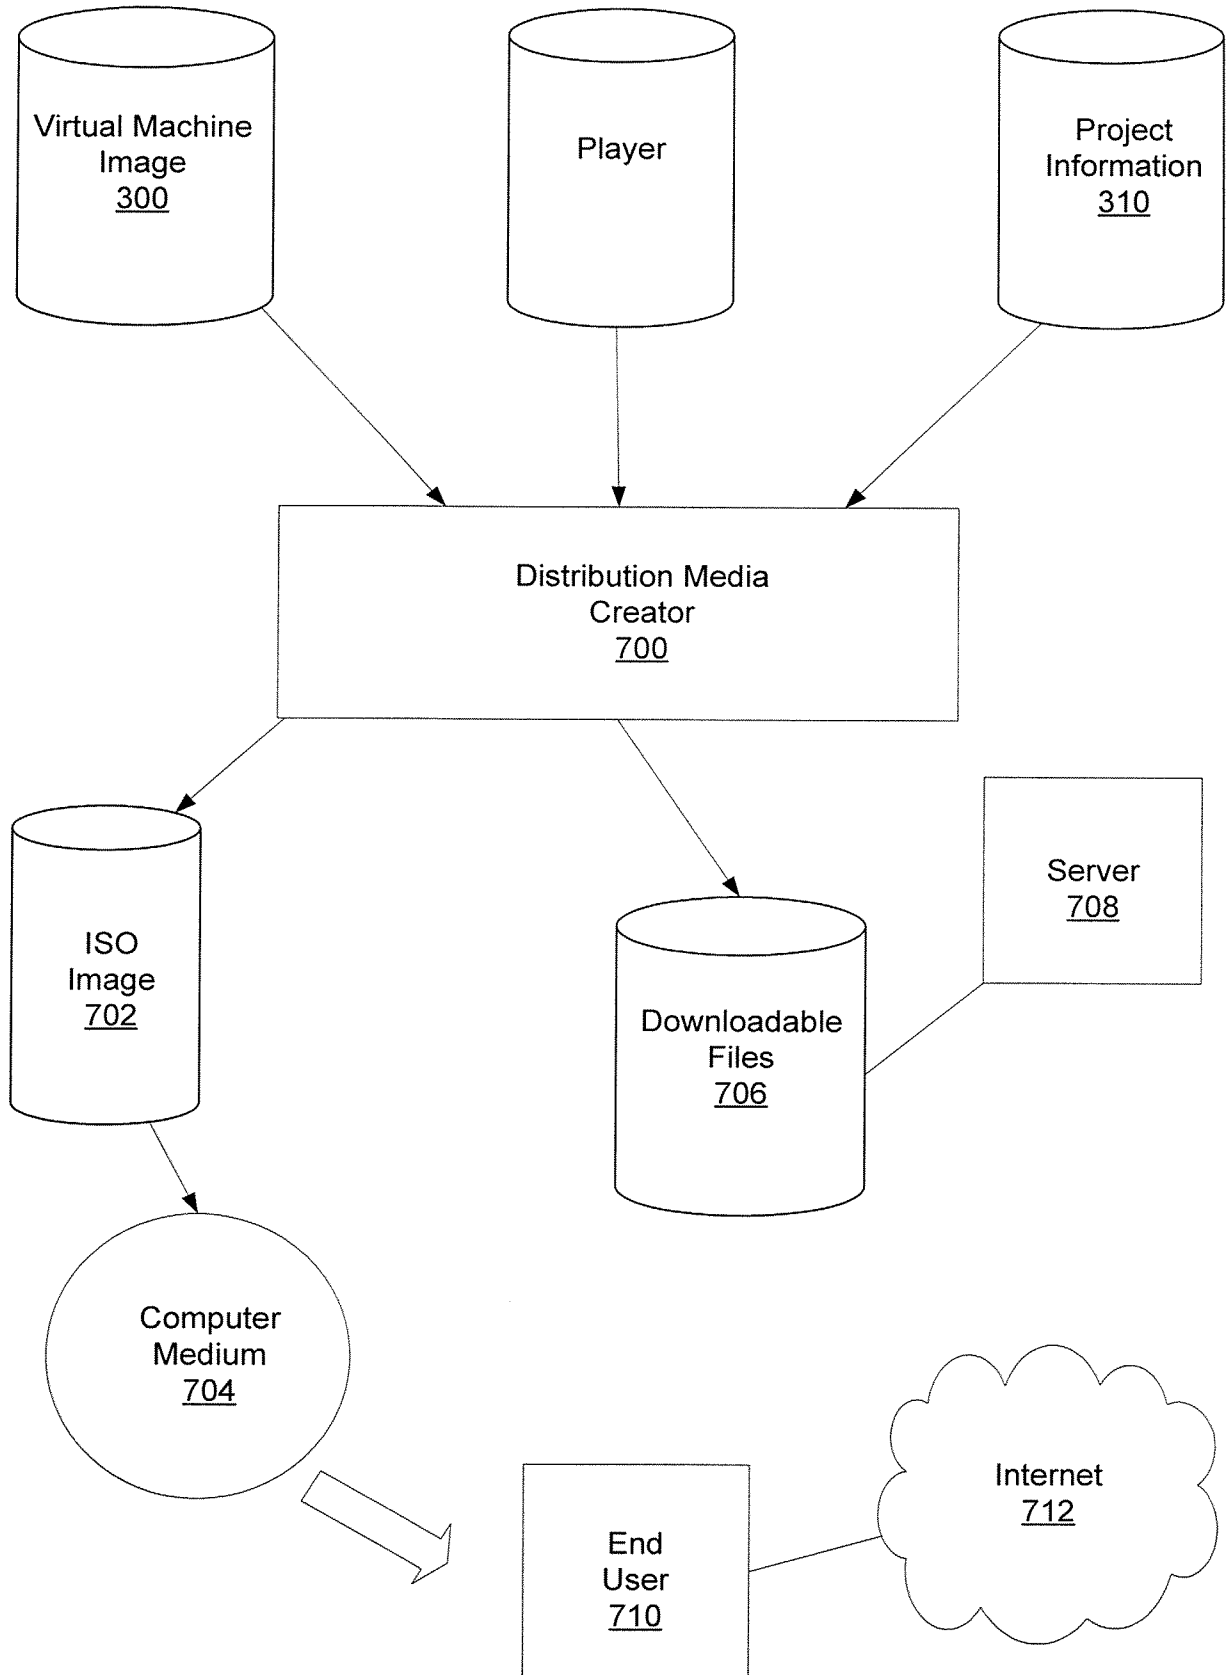 Virtual Machine
Image
300
Player
Project
Information
310
Distribution Media
Creator
700
Server
708
ISO
Image
702
Downloadable
Files
706
Computer
Medium
704
Internet
712
End
User
710